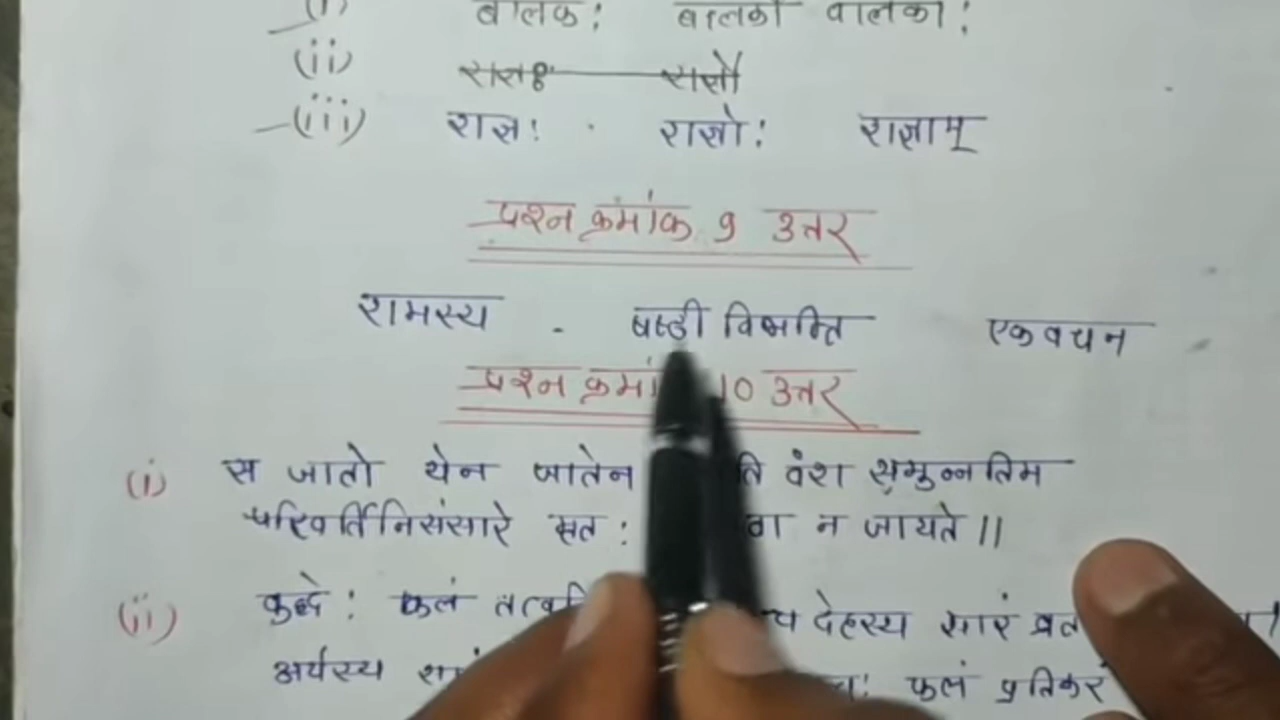 (i) बालकः बालकौ बालकाः
(ii)
(iii) राज्ञः राज्ञोः राज्ञाम्
प्रश्न क्रमांक 9 उत्तर
रामस्य - षष्ठी विभक्ति एकवचन
प्रश्न क्रमां 10 उत्तर
(i) स जातो येन जातेन ति वंश समुन्नतिम
परिवर्तिनिसंसारे मृत: न जायते ॥
(ii) फलं देहस्य सारं व्रत
अर्थस्य फलं प्रतिकरं